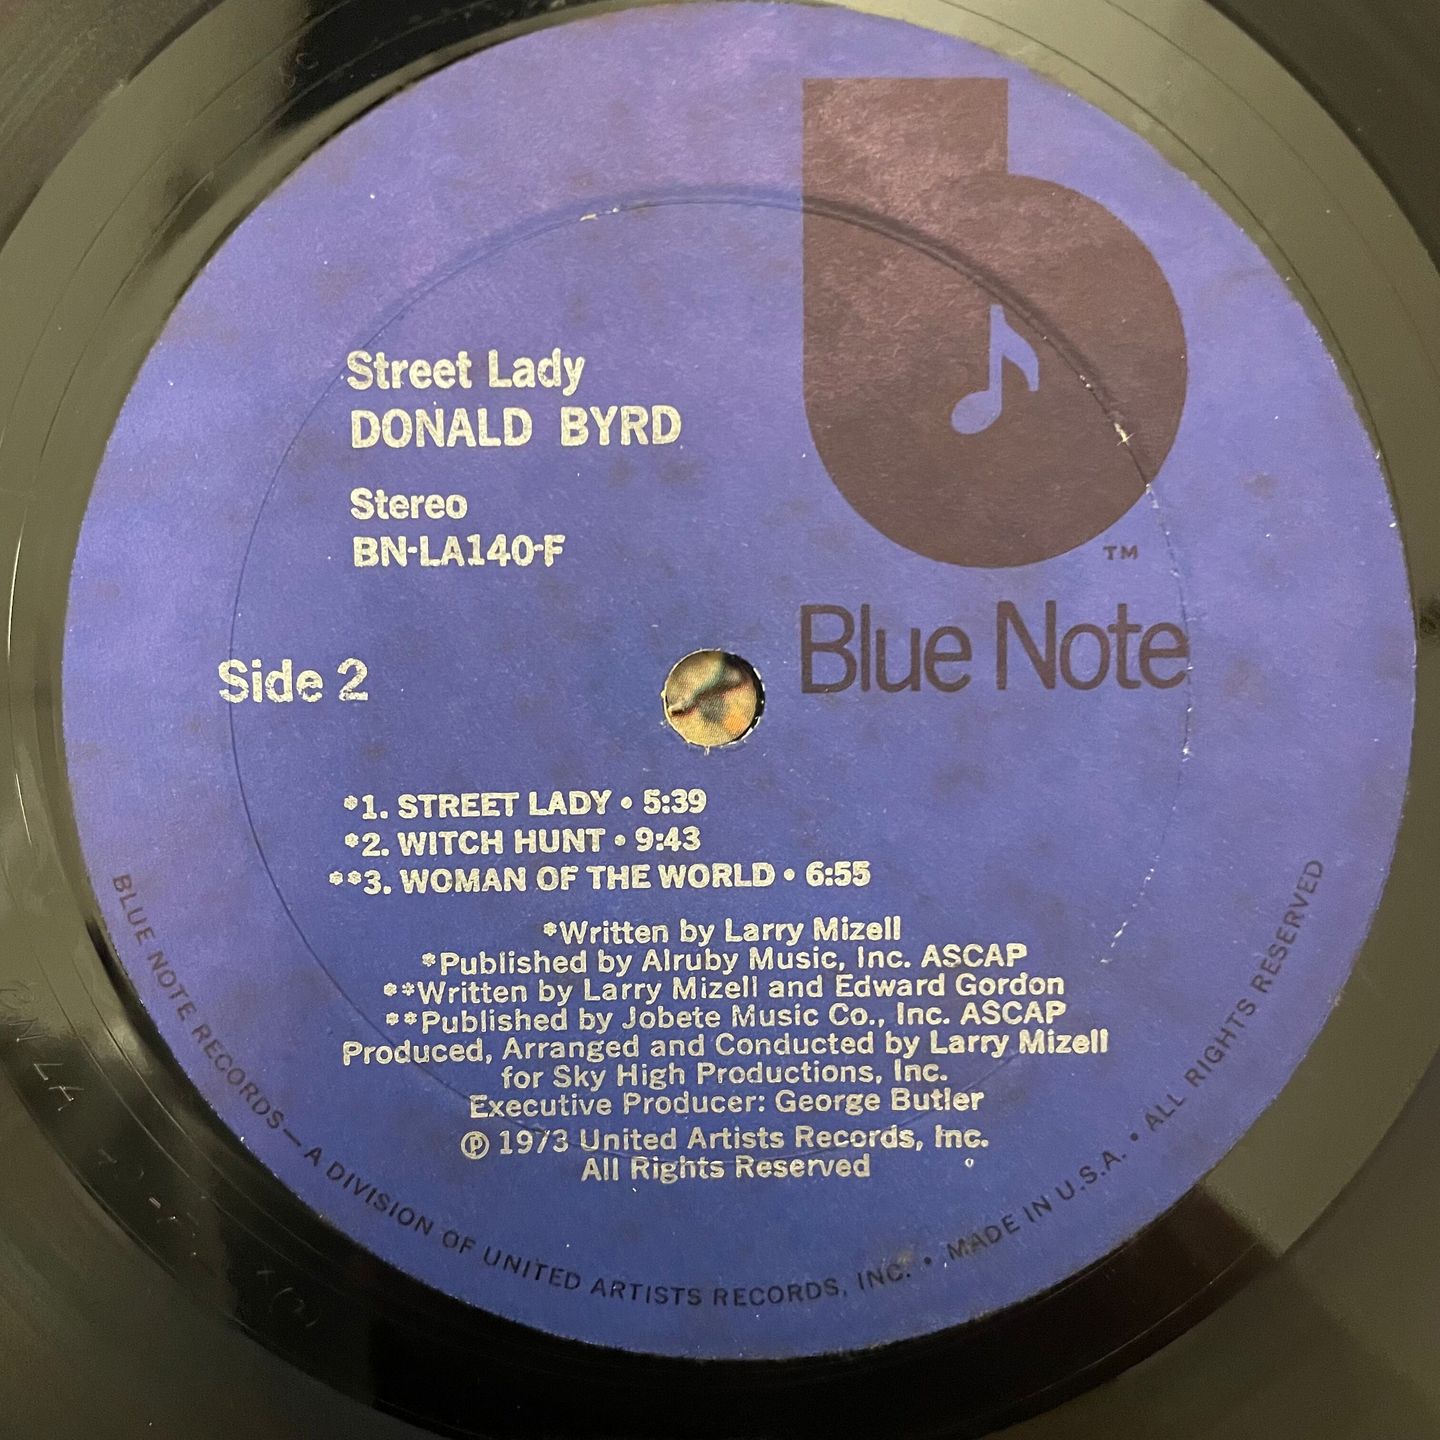 Street Lady
DONALD BYRD
Stereo
BN-LA140-F
TM
Blue Note
Side 2
*1. STREET LADY • 5:39
*2. WITCH HUNT • 9:43
**3. WOMAN OF THE WORLD • 6:55
*Written by Larry Mizell
*Published by Alruby Music, Inc. ASCAP
**Written by Larry Mizell and Edward Gordon
**Published by Jobete Music Co., Inc. ASCAP
Produced, Arranged and Conducted by Larry Mizell
for Sky High Productions, Inc.
Executive Producer: George Butler
℗ 1973 United Artists Records, Inc.
All Rights Reserved
BLUE NOTE RECORDS — A DIVISION OF UNITED ARTISTS RECORDS, INC. • MADE IN U.S.A. • ALL RIGHTS RESERVED